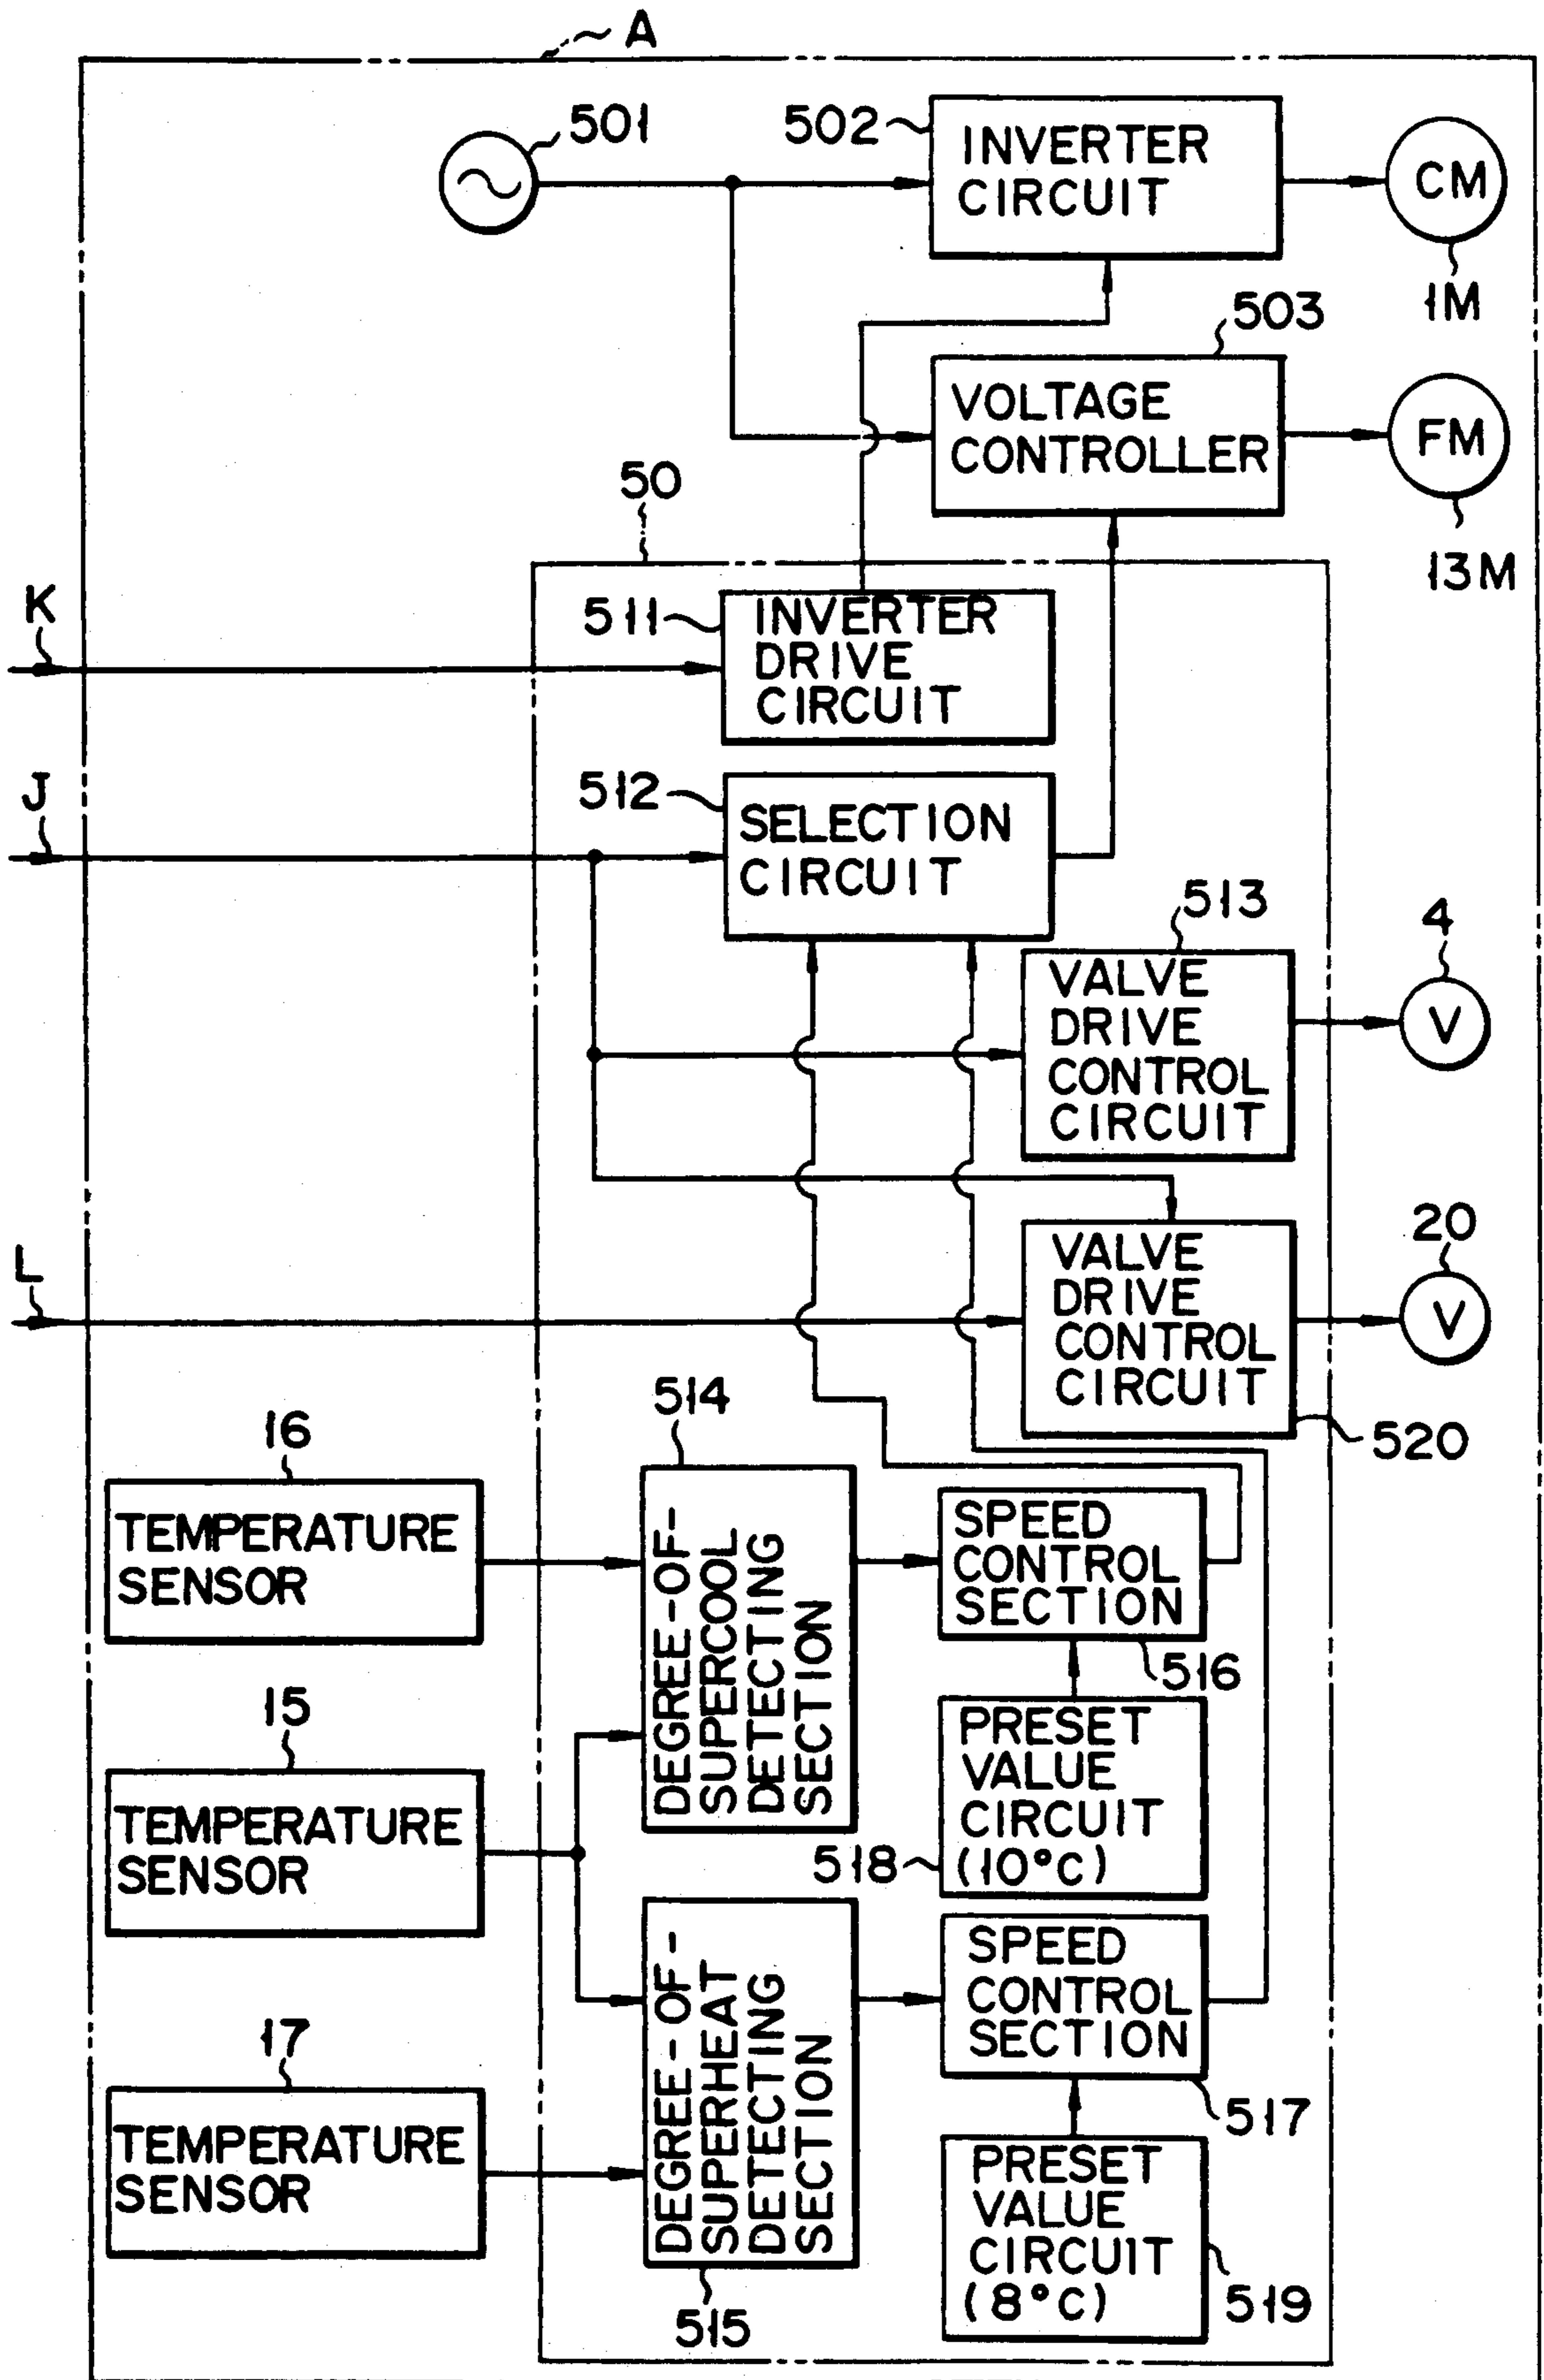 A
501
502
INVERTER
CIRCUIT
CM
1M
503
VOLTAGE
CONTROLLER
FM
13M
50
K
511
INVERTER
DRIVE
CIRCUIT
J
512
SELECTION
CIRCUIT
513
VALVE
DRIVE
CONTROL
CIRCUIT
4
V
L
VALVE
DRIVE
CONTROL
CIRCUIT
20
V
520
514
16
TEMPERATURE
SENSOR
DEGREE-OF-
SUPERCOOL
DETECTING
SECTION
SPEED
CONTROL
SECTION
516
15
TEMPERATURE
SENSOR
PRESET
VALUE
CIRCUIT
(10°C)
518
DEGREE-OF-
SUPERHEAT
DETECTING
SECTION
515
SPEED
CONTROL
SECTION
517
17
TEMPERATURE
SENSOR
PRESET
VALUE
CIRCUIT
(8°C)
519